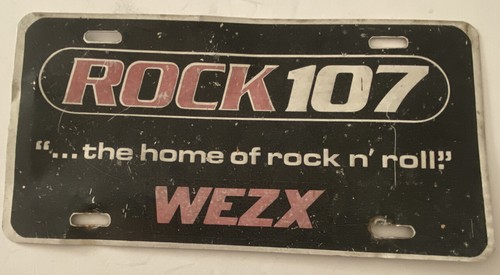 ROCK107
"...the home of rock n' roll."
WEZX